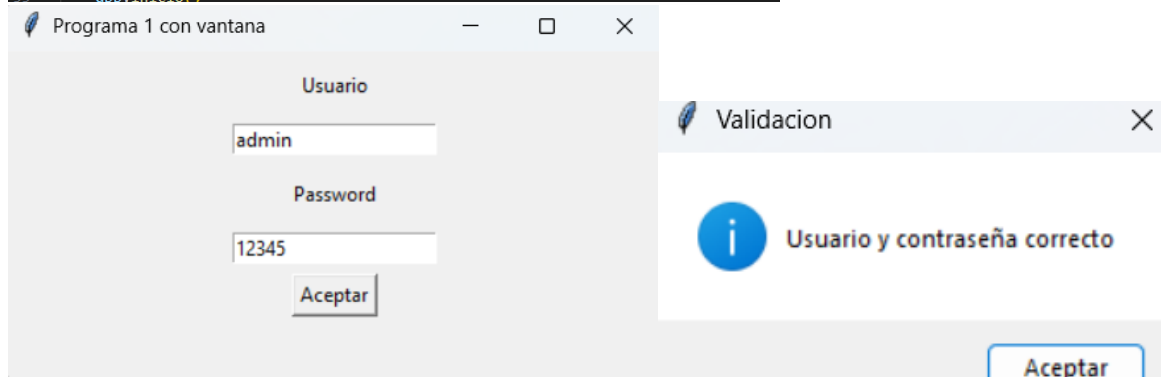 Programa 1 con vantana
Usuario
admin
Password
12345
Aceptar
Validacion
Usuario y contraseña correcto
Aceptar